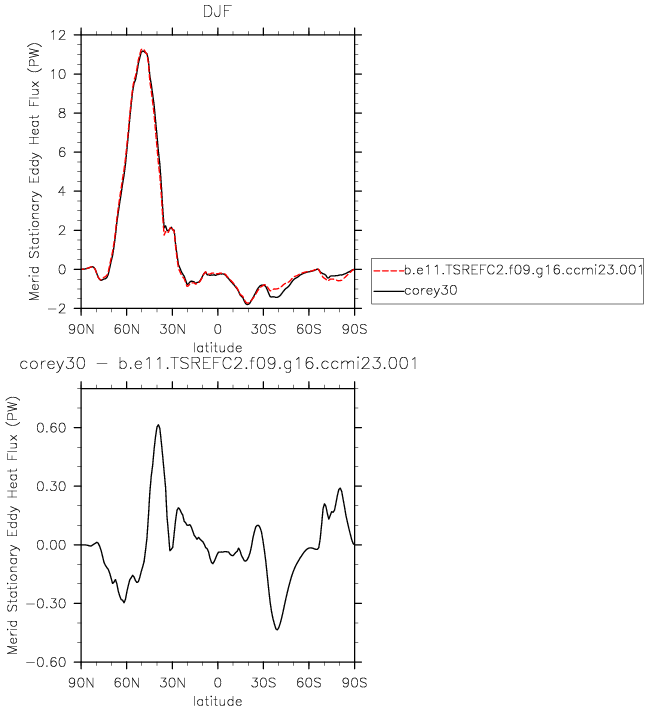 DJF
Merid Stationary Eddy Heat Flux (PW)
12
10
8
6
4
2
0
−2
90N 60N 30N 0 30S 60S 90S
latitude
b.e11.TSREFC2.f09.g16.ccmi23.001
corey30
corey30 − b.e11.TSREFC2.f09.g16.ccmi23.001
Merid Stationary Eddy Heat Flux (PW)
0.60
0.30
0.00
−0.30
−0.60
90N 60N 30N 0 30S 60S 90S
latitude